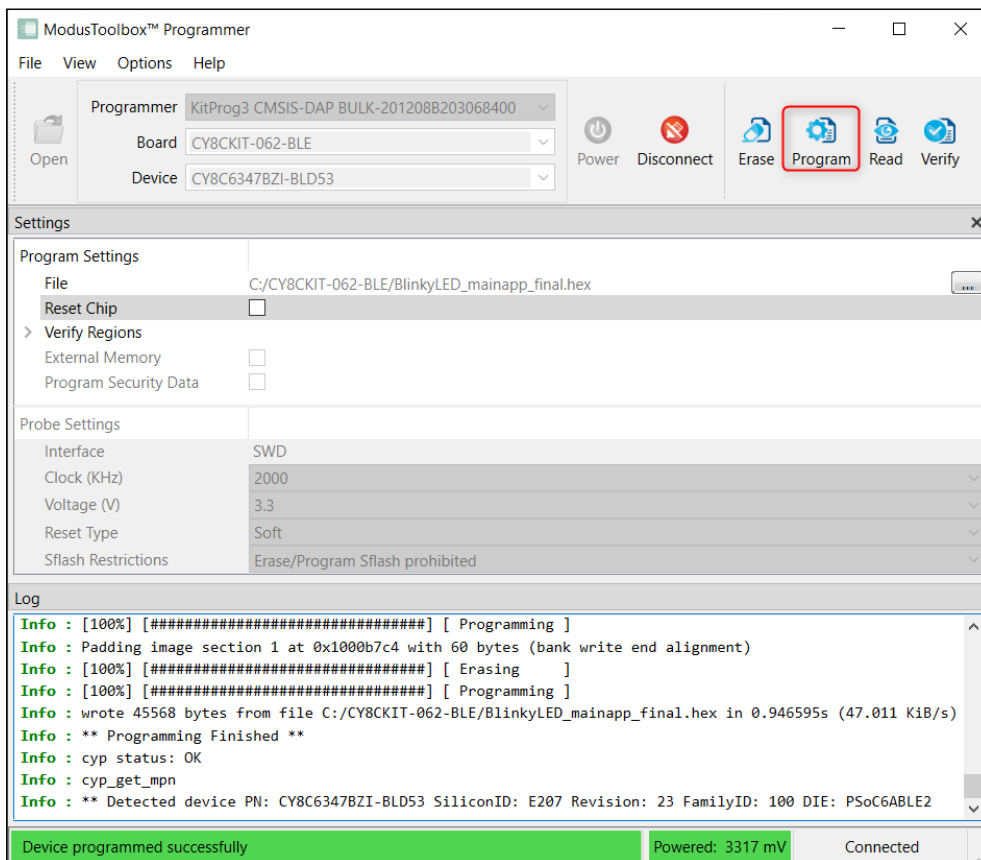 ModusToolbox™ Programmer
File View Options Help
Open
Programmer KitProg3 CMSIS-DAP BULK-201208B203068400
Board CY8CKIT-062-BLE
Device CY8C6347BZI-BLD53
Power Disconnect Erase Program Read Verify
Settings
Program Settings
File C:/CY8CKIT-062-BLE/BlinkyLED_mainapp_final.hex ...
Reset Chip
Verify Regions
External Memory
Program Security Data
Probe Settings
Interface SWD
Clock (KHz) 2000
Voltage (V) 3.3
Reset Type Soft
Sflash Restrictions Erase/Program Sflash prohibited
Log
Info : [100%] [################################] [ Programming ]
Info : Padding image section 1 at 0x1000b7c4 with 60 bytes (bank write end alignment)
Info : [100%] [################################] [ Erasing     ]
Info : [100%] [################################] [ Programming ]
Info : wrote 45568 bytes from file C:/CY8CKIT-062-BLE/BlinkyLED_mainapp_final.hex in 0.946595s (47.011 KiB/s)
Info : ** Programming Finished **
Info : cyp status: OK
Info : cyp_get_mpn
Info : ** Detected device PN: CY8C6347BZI-BLD53 SiliconID: E207 Revision: 23 FamilyID: 100 DIE: PSoC6ABLE2
Device programmed successfully Powered: 3317 mV Connected